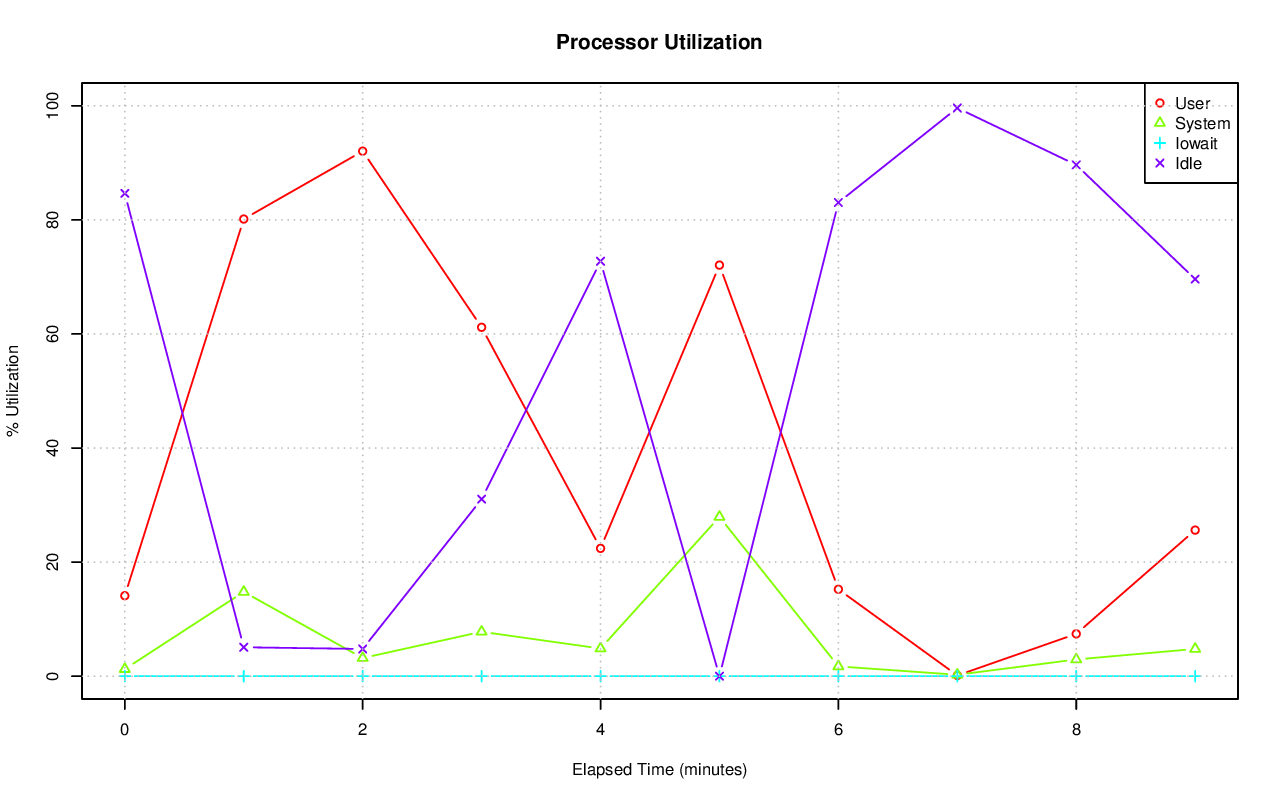 Processor Utilization
% Utilization
100
80
60
40
20
0
User
System
Iowait
Idle
0 2 4 6 8
Elapsed Time (minutes)